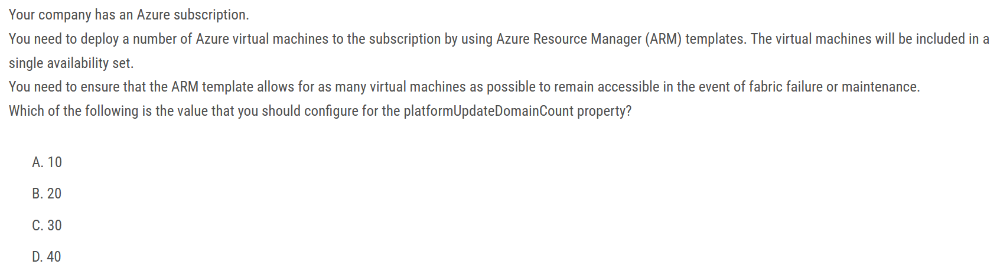 Your company has an Azure subscription.
You need to deploy a number of Azure virtual machines to the subscription by using Azure Resource Manager (ARM) templates. The virtual machines will be included in a
single availability set.
You need to ensure that the ARM template allows for as many virtual machines as possible to remain accessible in the event of fabric failure or maintenance.
Which of the following is the value that you should configure for the platformUpdateDomainCount property?
A. 10
B. 20
C. 30
D. 40